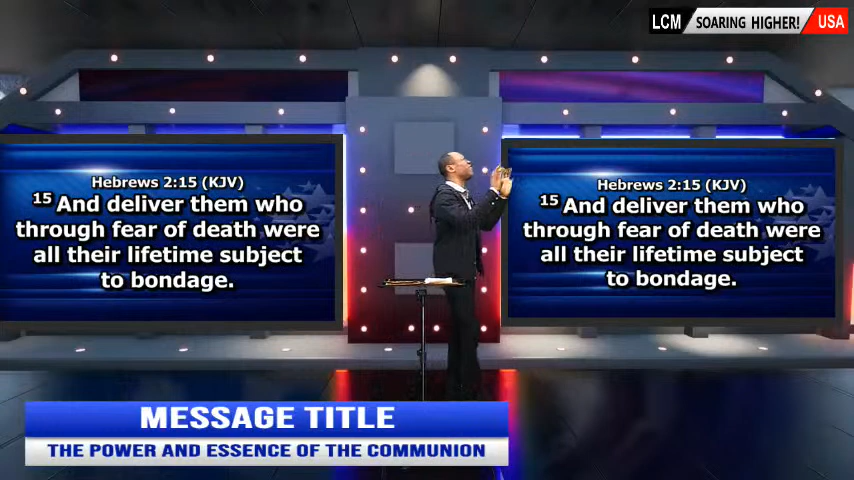 LCM SOARING HIGHER! USA
Hebrews 2:15 (KJV)
15 And deliver them who
through fear of death were
all their lifetime subject
to bondage.
Hebrews 2:15 (KJV)
15 And deliver them who
through fear of death were
all their lifetime subject
to bondage.
MESSAGE TITLE
THE POWER AND ESSENCE OF THE COMMUNION